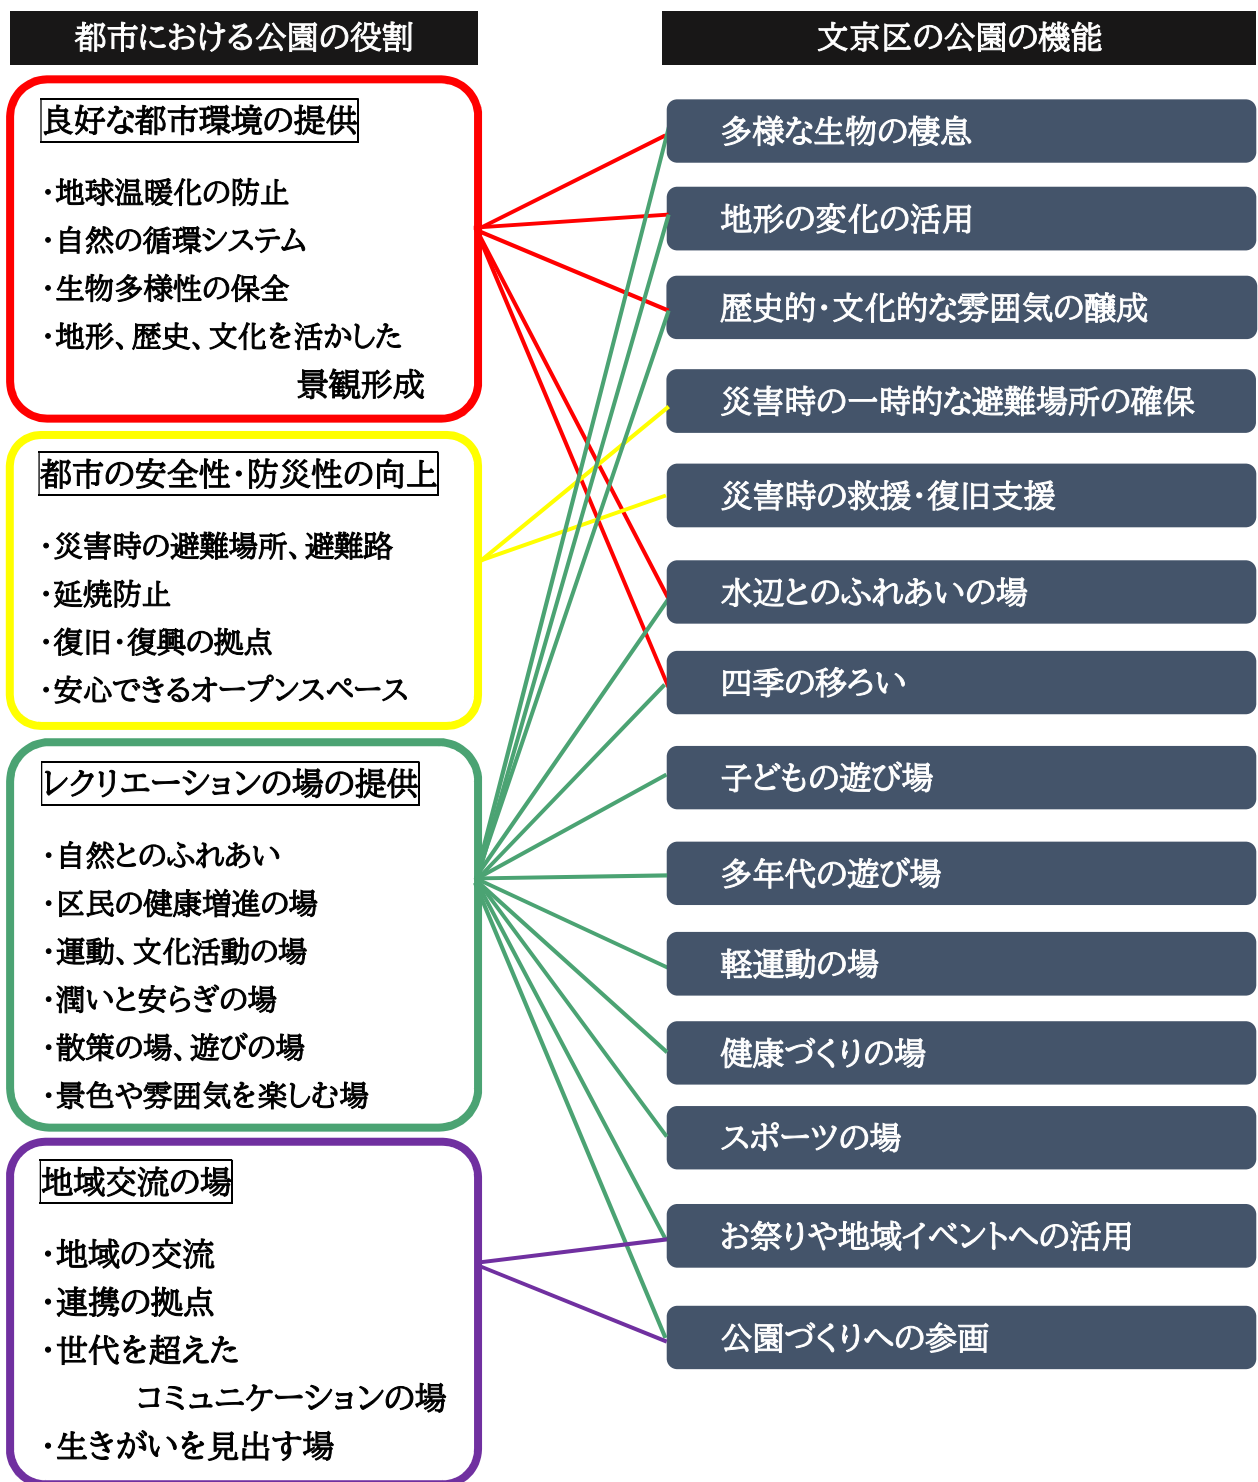 都市における公園の役割
良好な都市環境の提供
・地球温暖化の防止
・自然の循環システム
・生物多様性の保全
・地形、歴史、文化を活かした
景観形成
都市の安全性・防災性の向上
・災害時の避難場所、避難路
・延焼防止
・復旧・復興の拠点
・安心できるオープンスペース
レクリエーションの場の提供
・自然とのふれあい
・区民の健康増進の場
・運動、文化活動の場
・潤いと安らぎの場
・散策の場、遊びの場
・景色や雰囲気を楽しむ場
地域交流の場
・地域の交流
・連携の拠点
・世代を超えた
コミュニケーションの場
・生きがいを見出す場
文京区の公園の機能
多様な生物の棲息
地形の変化の活用
歴史的・文化的な雰囲気の醸成
災害時の一時的な避難場所の確保
災害時の救援・復旧支援
水辺とのふれあいの場
四季の移ろい
子どもの遊び場
多年代の遊び場
軽運動の場
健康づくりの場
スポーツの場
お祭りや地域イベントへの活用
公園づくりへの参画